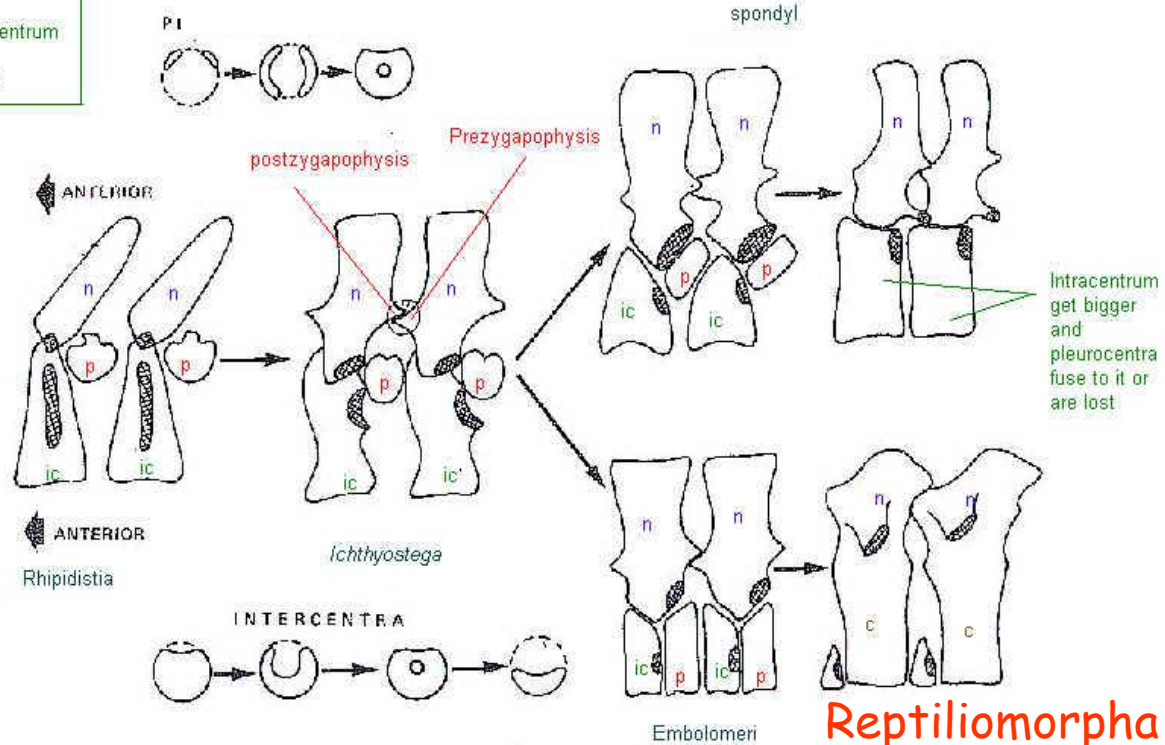 entrum
spondyl
P I
postzygapophysis
Prezygapophysis
ANTERIOR
n
n
n
n
n
n
n
n
p
p
p
p
p
p
ic
ic
ic
ic'
ic
ic
Intracentrum
get bigger
and
pleurocentra
fuse to it or
are lost
ANTERIOR
Rhipidistia
Ichthyostega
INTERCENTRA
n
n
n
n
ic
p
ic
p
c
c
Embolomeri
Reptiliomorpha